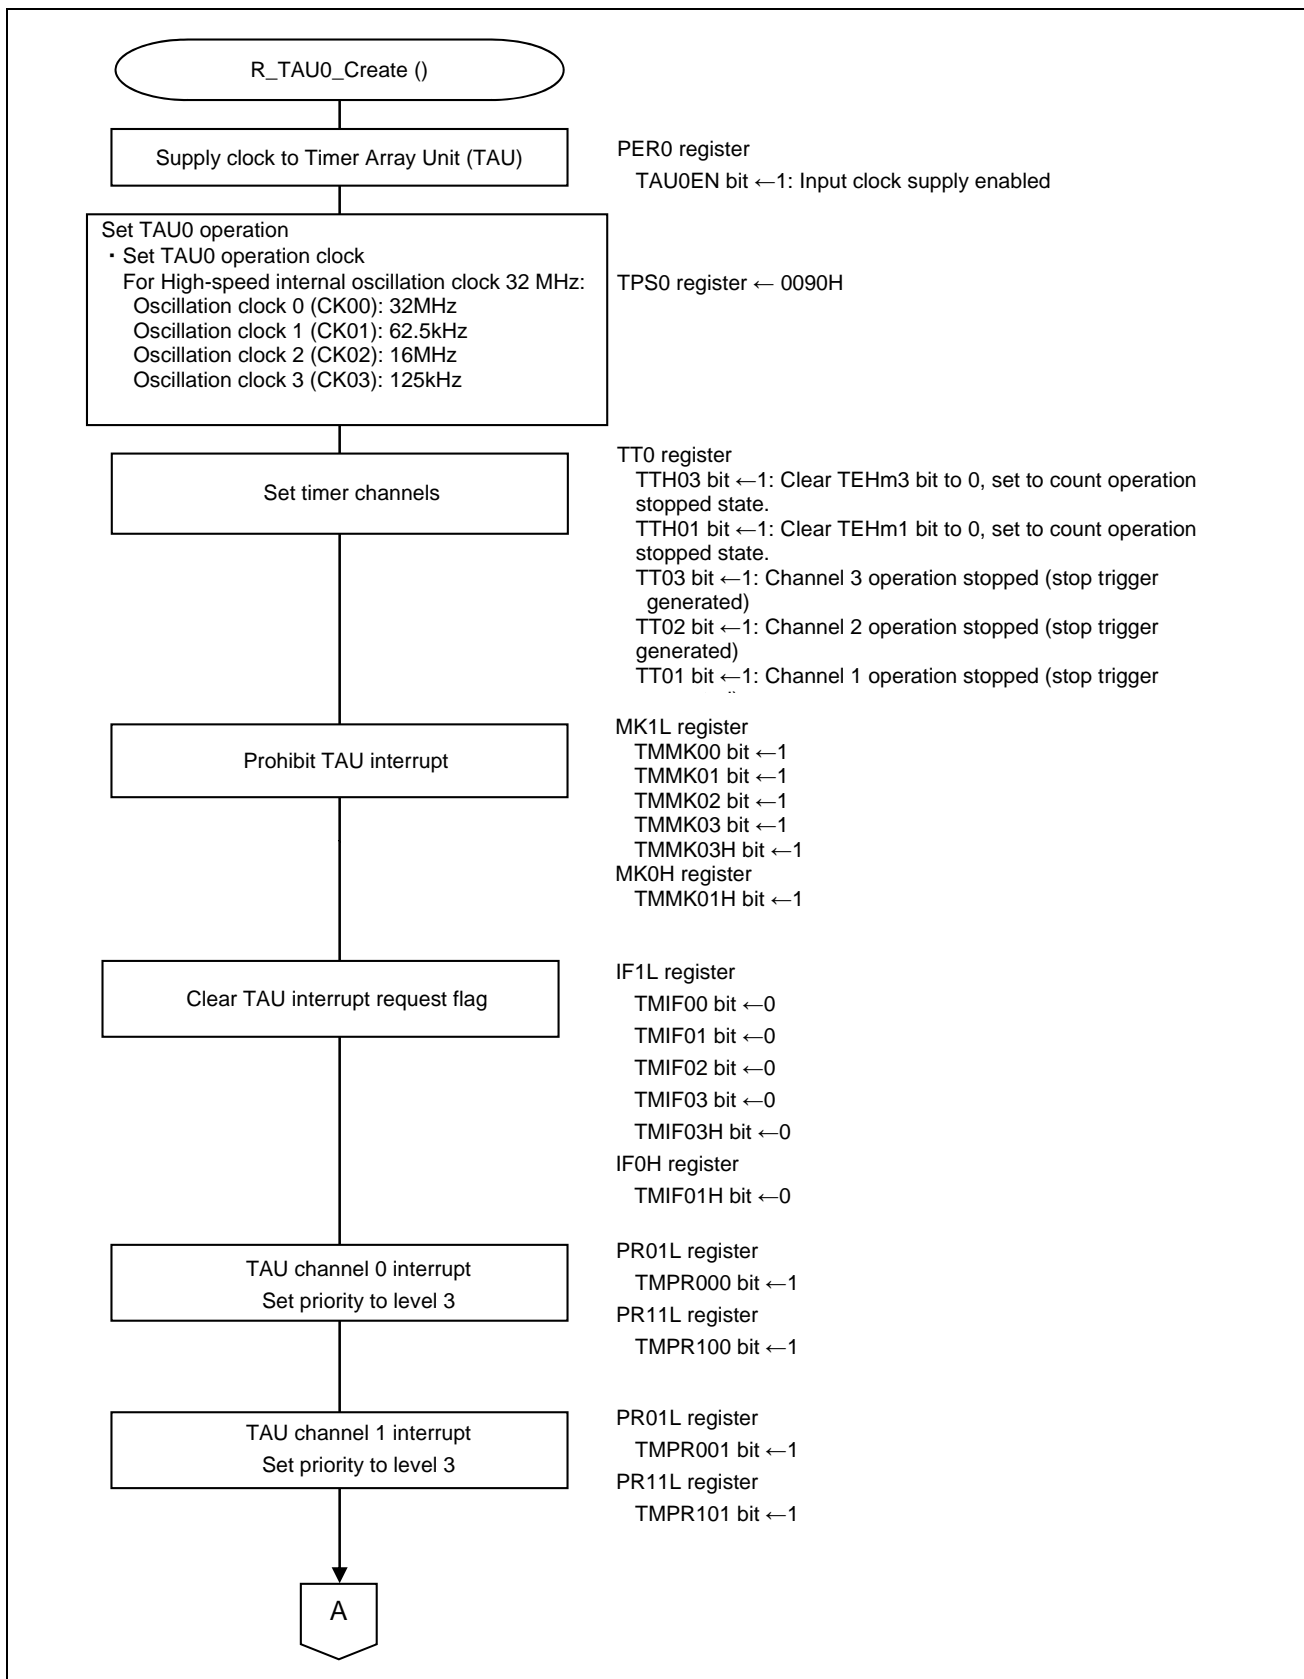 R_TAU0_Create ()
Supply clock to Timer Array Unit (TAU)
PER0 register
TAU0EN bit ←1: Input clock supply enabled
Set TAU0 operation
・Set TAU0 operation clock
For High-speed internal oscillation clock 32 MHz:
Oscillation clock 0 (CK00): 32MHz
Oscillation clock 1 (CK01): 62.5kHz
Oscillation clock 2 (CK02): 16MHz
Oscillation clock 3 (CK03): 125kHz
TPS0 register ← 0090H
Set timer channels
TT0 register
TTH03 bit ←1: Clear TEHm3 bit to 0, set to count operation
stopped state.
TTH01 bit ←1: Clear TEHm1 bit to 0, set to count operation
stopped state.
TT03 bit ←1: Channel 3 operation stopped (stop trigger
generated)
TT02 bit ←1: Channel 2 operation stopped (stop trigger
generated)
TT01 bit ←1: Channel 1 operation stopped (stop trigger
Prohibit TAU interrupt
MK1L register
TMMK00 bit ←1
TMMK01 bit ←1
TMMK02 bit ←1
TMMK03 bit ←1
TMMK03H bit ←1
MK0H register
TMMK01H bit ←1
Clear TAU interrupt request flag
IF1L register
TMIF00 bit ←0
TMIF01 bit ←0
TMIF02 bit ←0
TMIF03 bit ←0
TMIF03H bit ←0
IF0H register
TMIF01H bit ←0
TAU channel 0 interrupt
Set priority to level 3
PR01L register
TMPR000 bit ←1
PR11L register
TMPR100 bit ←1
TAU channel 1 interrupt
Set priority to level 3
PR01L register
TMPR001 bit ←1
PR11L register
TMPR101 bit ←1
A